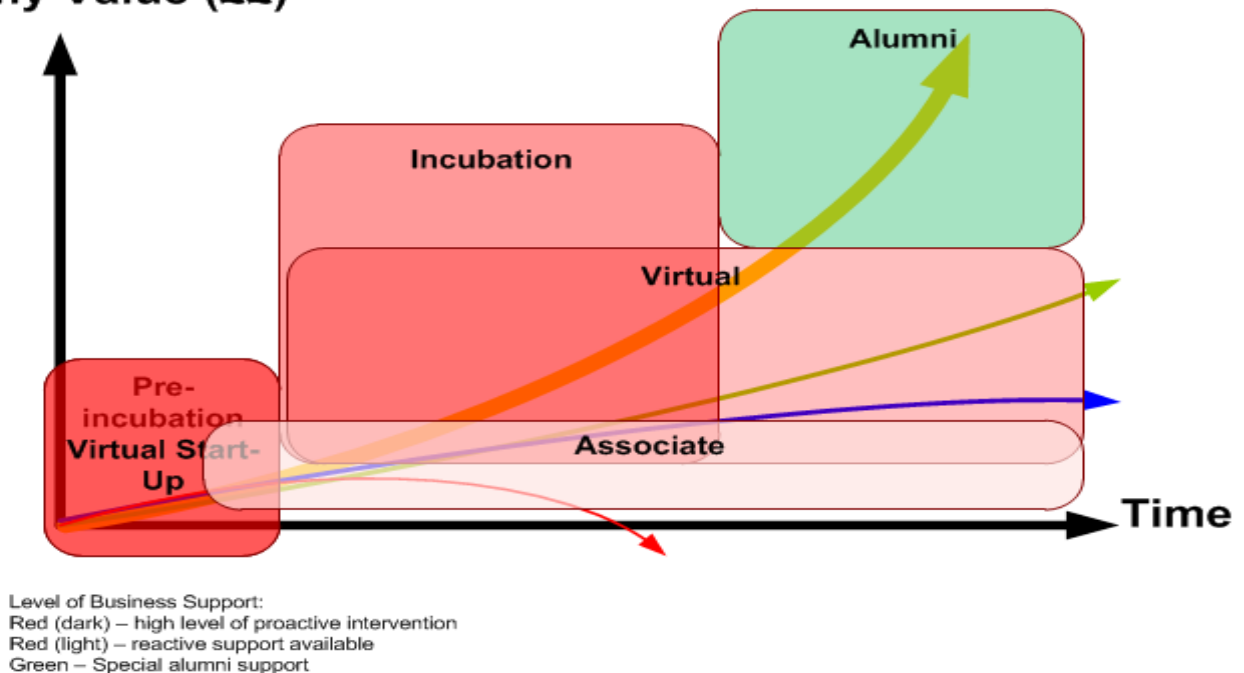 Value (££)
Alumni
Incubation
Virtual
Pre-
incubation
Virtual Start-
Up
Associate
Time
Level of Business Support:
Red (dark) – high level of proactive intervention
Red (light) – reactive support available
Green – Special alumni support